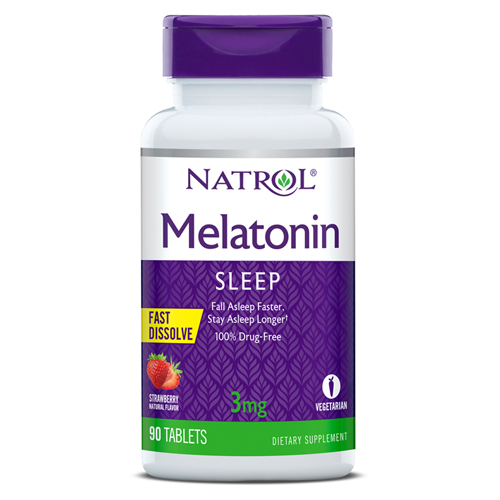 NATROL®
Melatonin
SLEEP
Fall Asleep Faster,
Stay Asleep Longer†
100% Drug-Free
FAST
DISSOLVE
STRAWBERRY
NATURAL FLAVOR
3mg
VEGETARIAN
90 TABLETS
DIETARY SUPPLEMENT